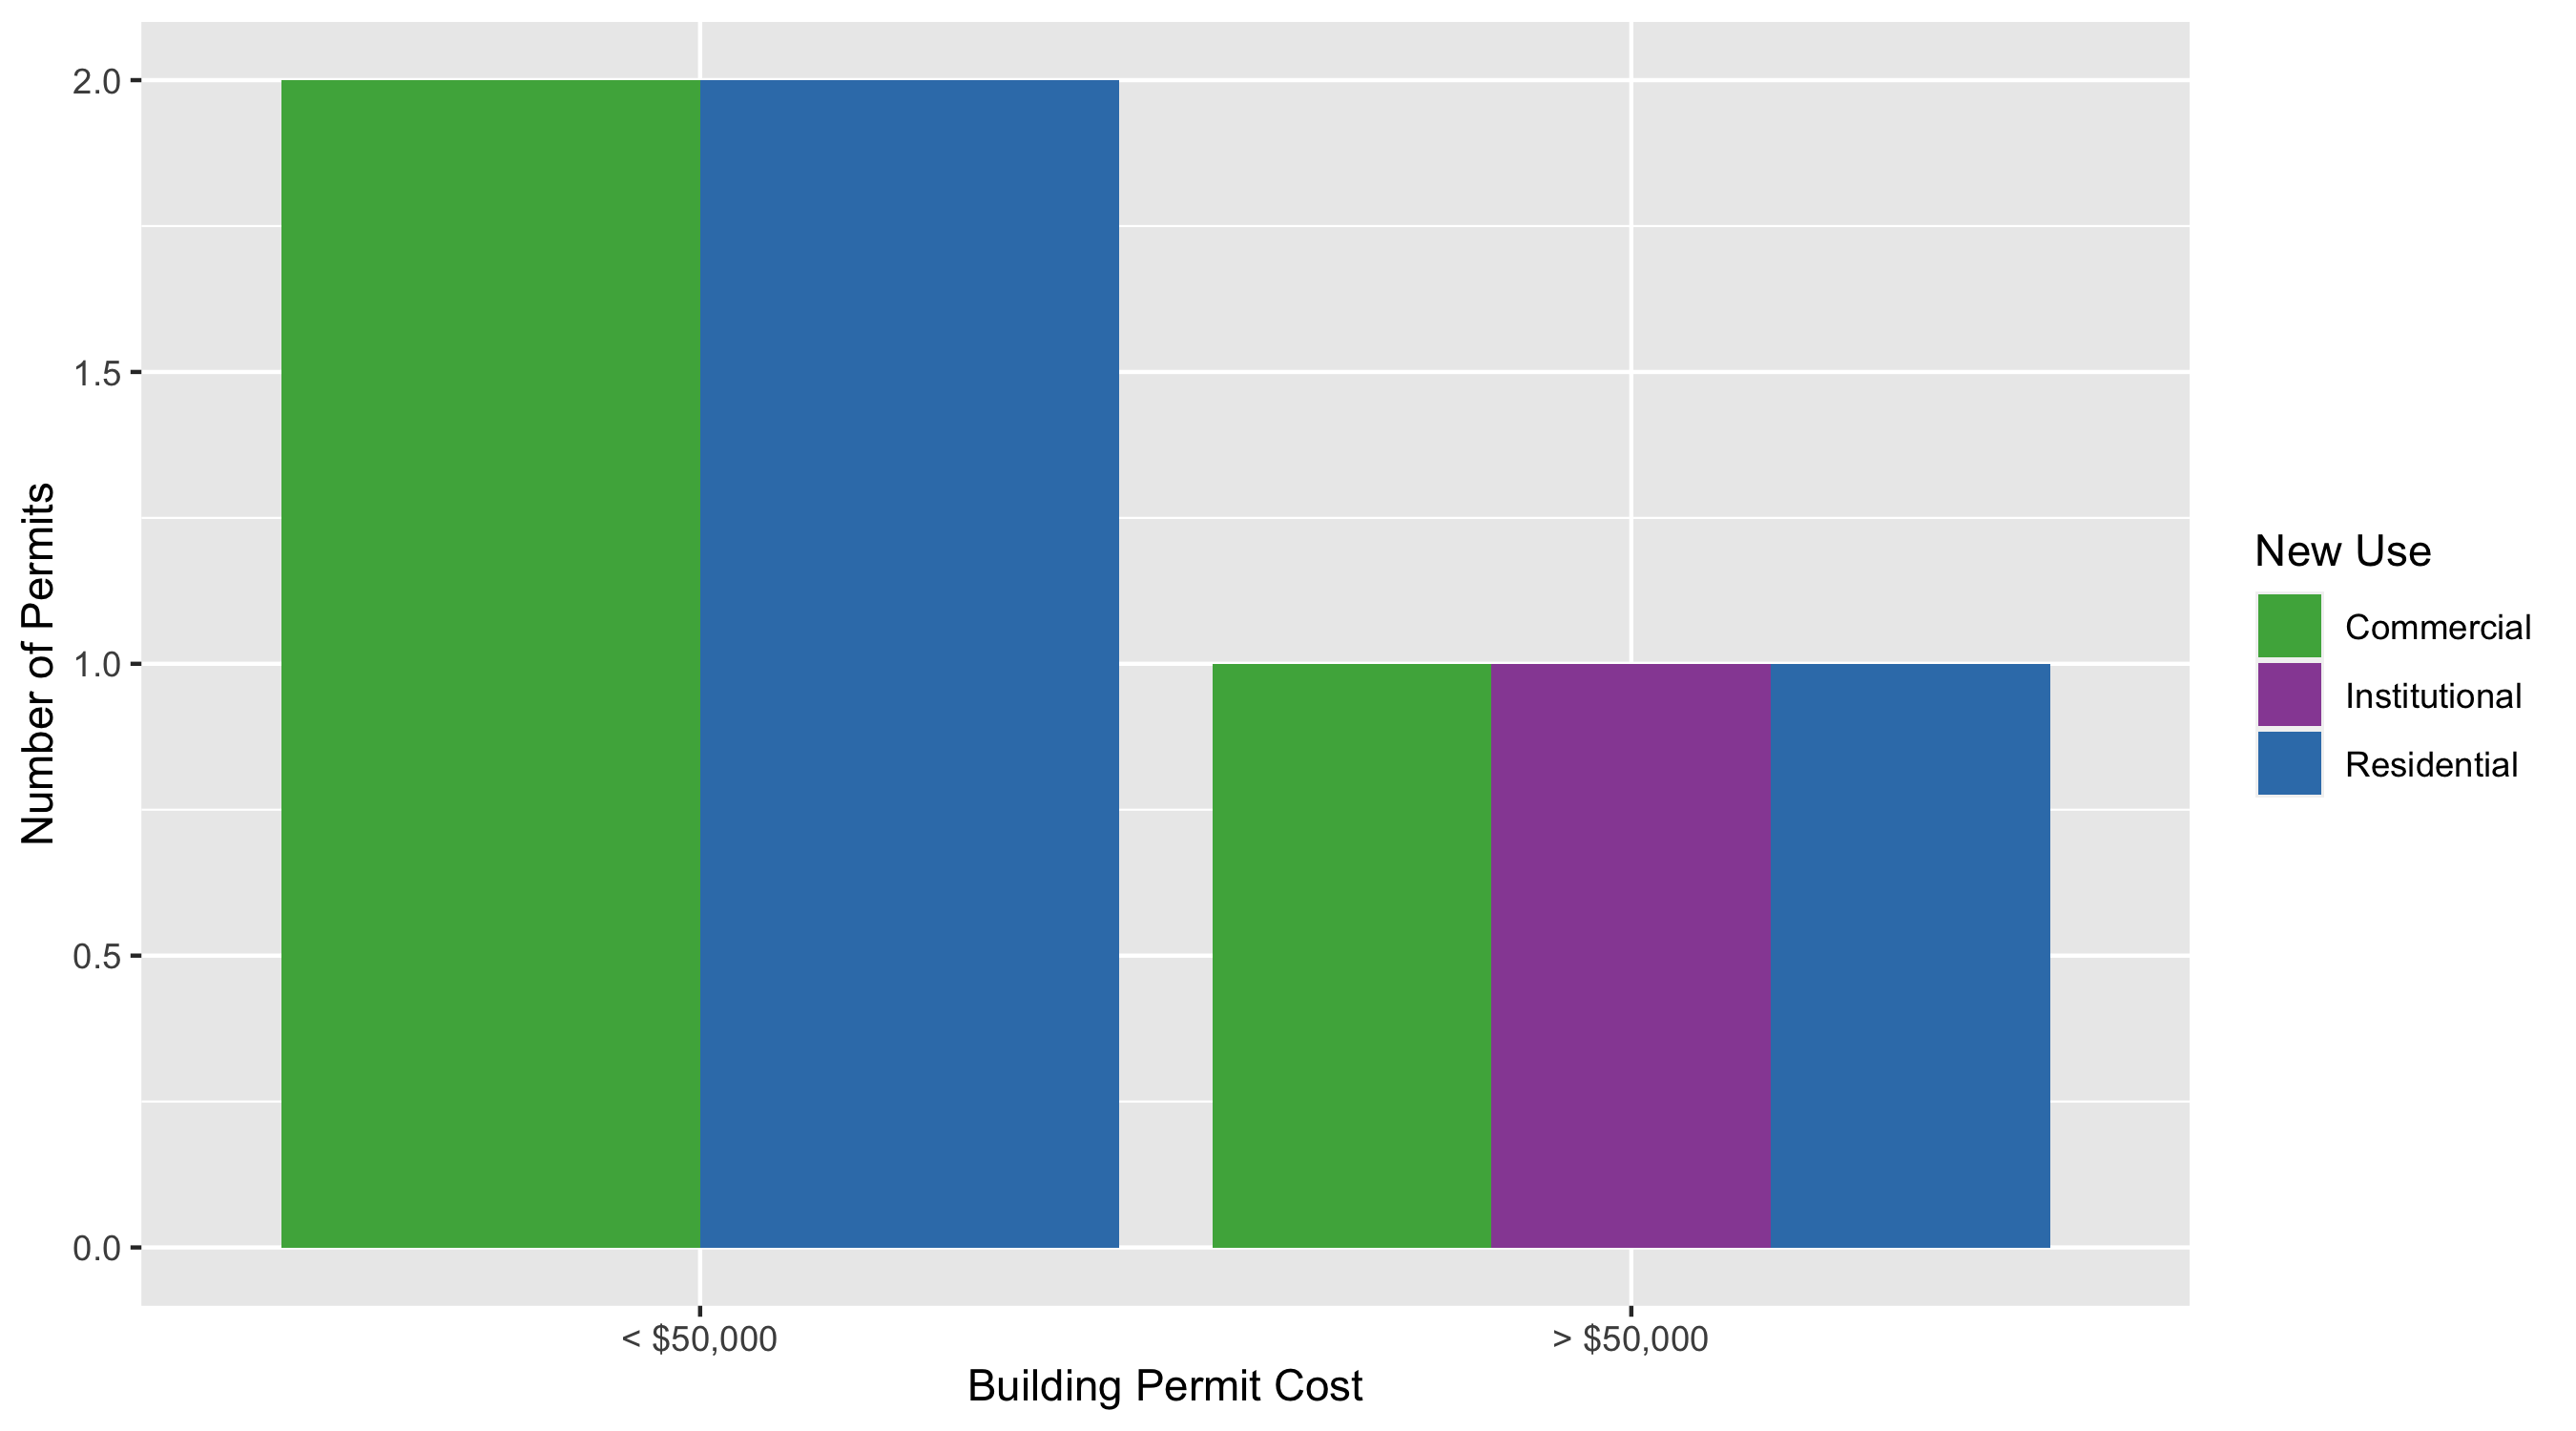 2.0
1.5
1.0
0.5
0.0
Number of Permits
< $50,000
> $50,000
Building Permit Cost
New Use
Commercial
Institutional
Residential